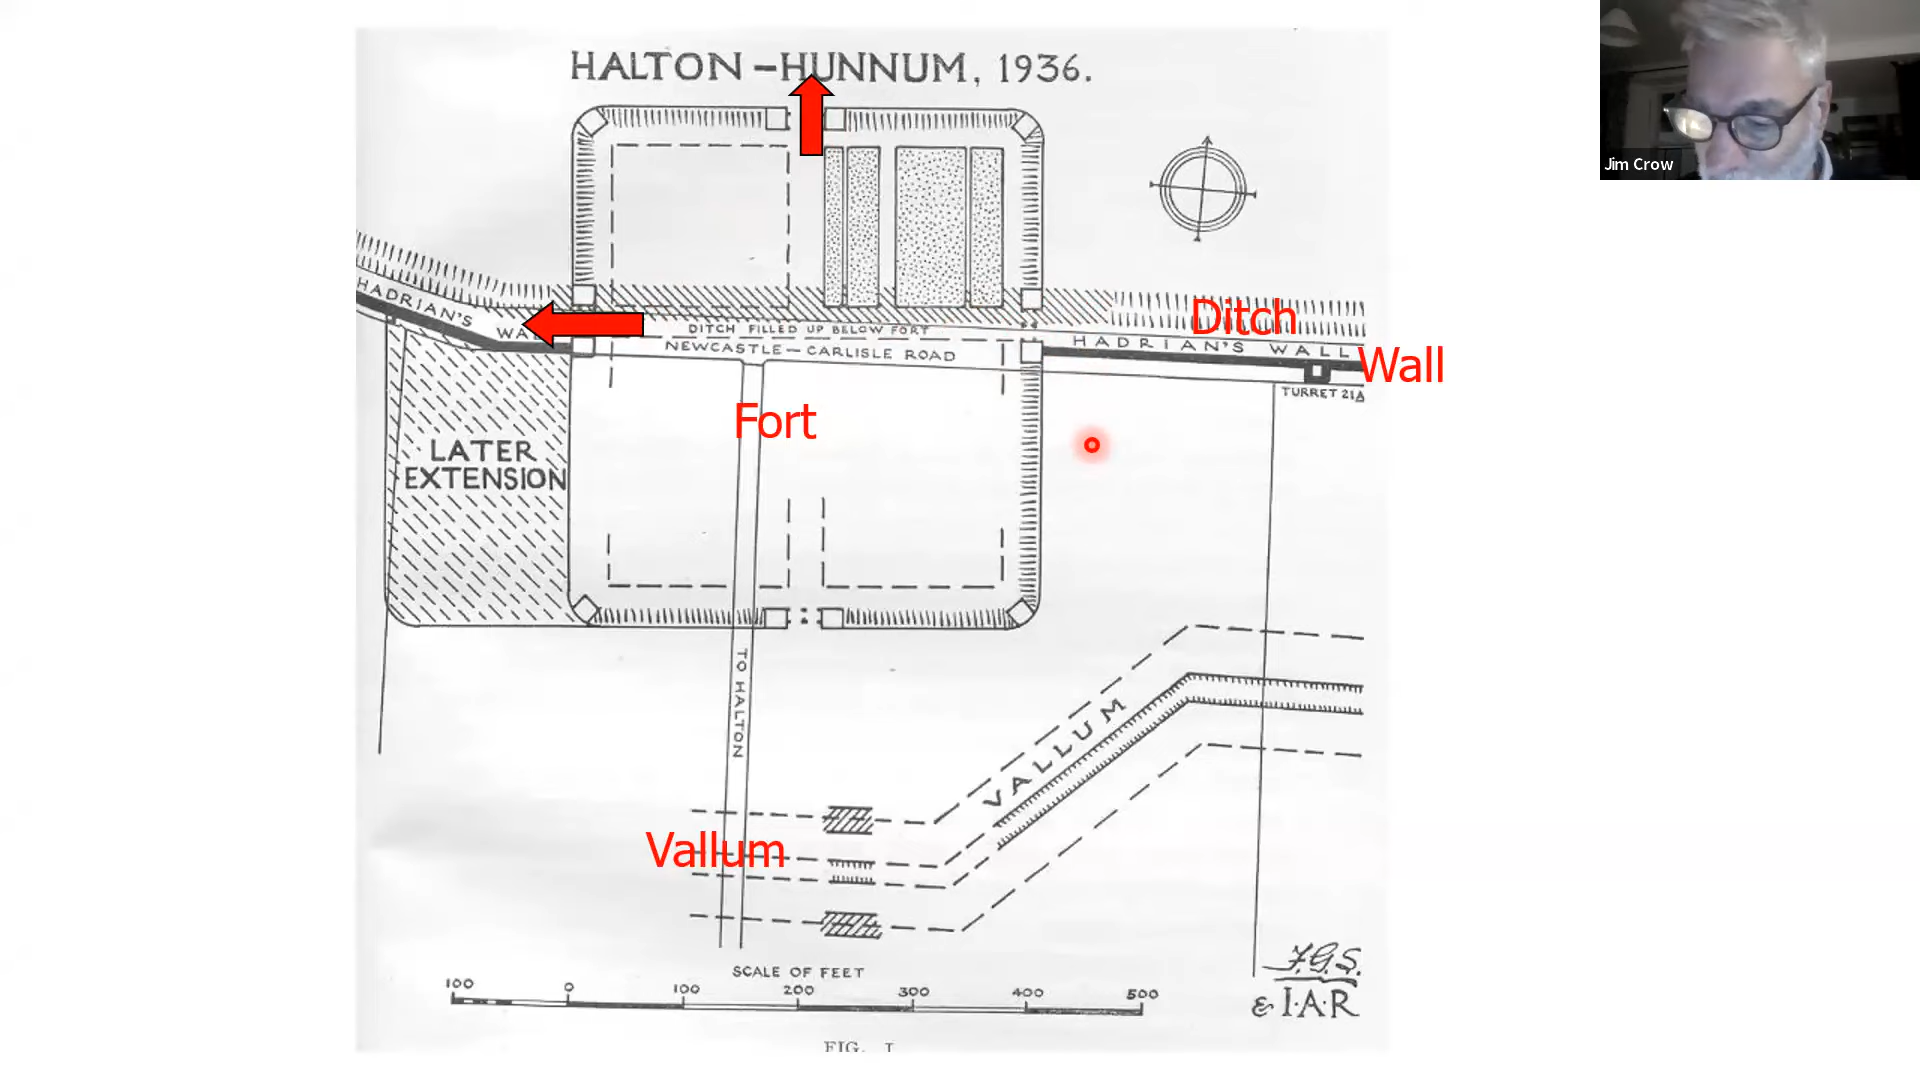 HALTON-HUNNUM, 1936.
Jim Crow
HADRIAN'S WA
DITCH FILLED UP BELOW FORT
NEWCASTLE-CARLISLE ROAD
Ditch
HADRIAN'S WALL
Wall
TURRET 21A
Fort
LATER
EXTENSION
TO HALTON
VALLUM
Vallum
SCALE OF FEET
100 0 100 200 300 400 500
F.G.S.
& I.A.R
FIG. I